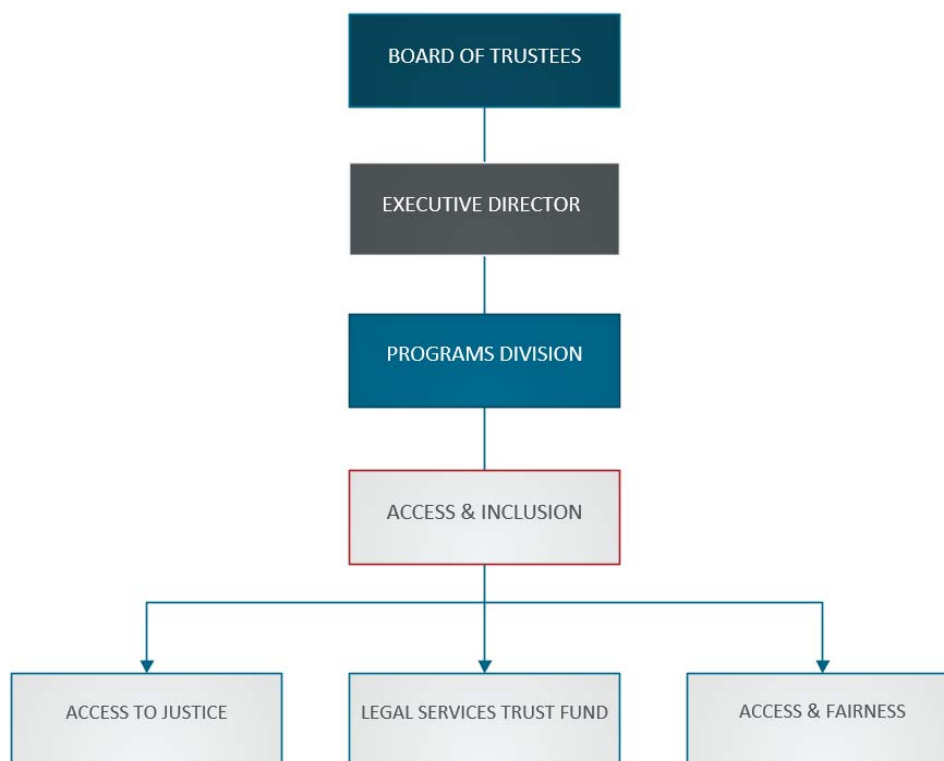 BOARD OF TRUSTEES
EXECUTIVE DIRECTOR
PROGRAMS DIVISION
ACCESS & INCLUSION
ACCESS TO JUSTICE
LEGAL SERVICES TRUST FUND
ACCESS & FAIRNESS